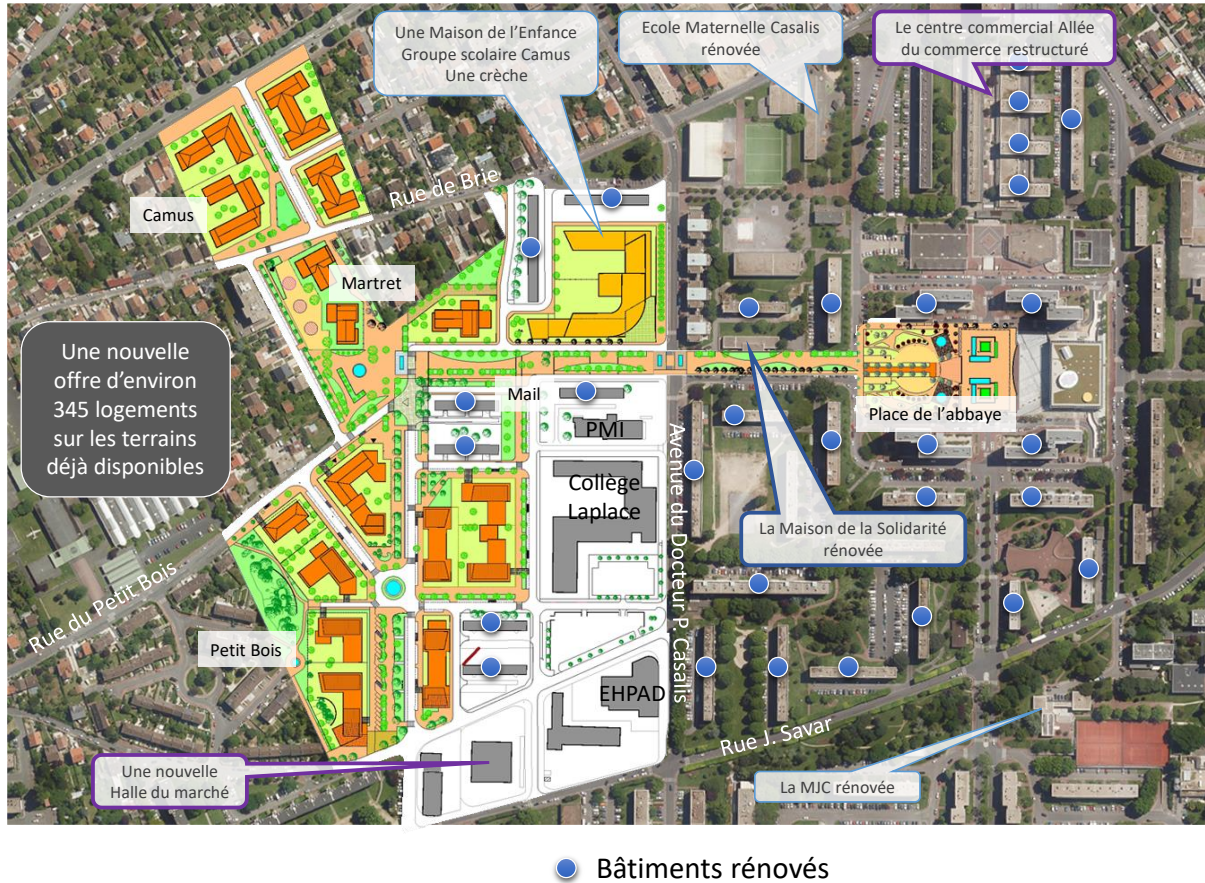 Une Maison de l'Enfance
Groupe scolaire Camus
Une crèche
Ecole Maternelle Casalis
rénovée
Le centre commercial Allée
du commerce restructuré
Rue de Brie
Camus
Martret
Une nouvelle
offre d'environ
345 logements
sur les terrains
déjà disponibles
Mail
PMI
Place de l'abbaye
Avenue du Docteur P. Casalis
Collège
Laplace
La Maison de la Solidarité
rénovée
Rue du Petit Bois
Petit Bois
EHPAD
Rue J. Savar
Une nouvelle
Halle du marché
La MJC rénovée
Bâtiments rénovés